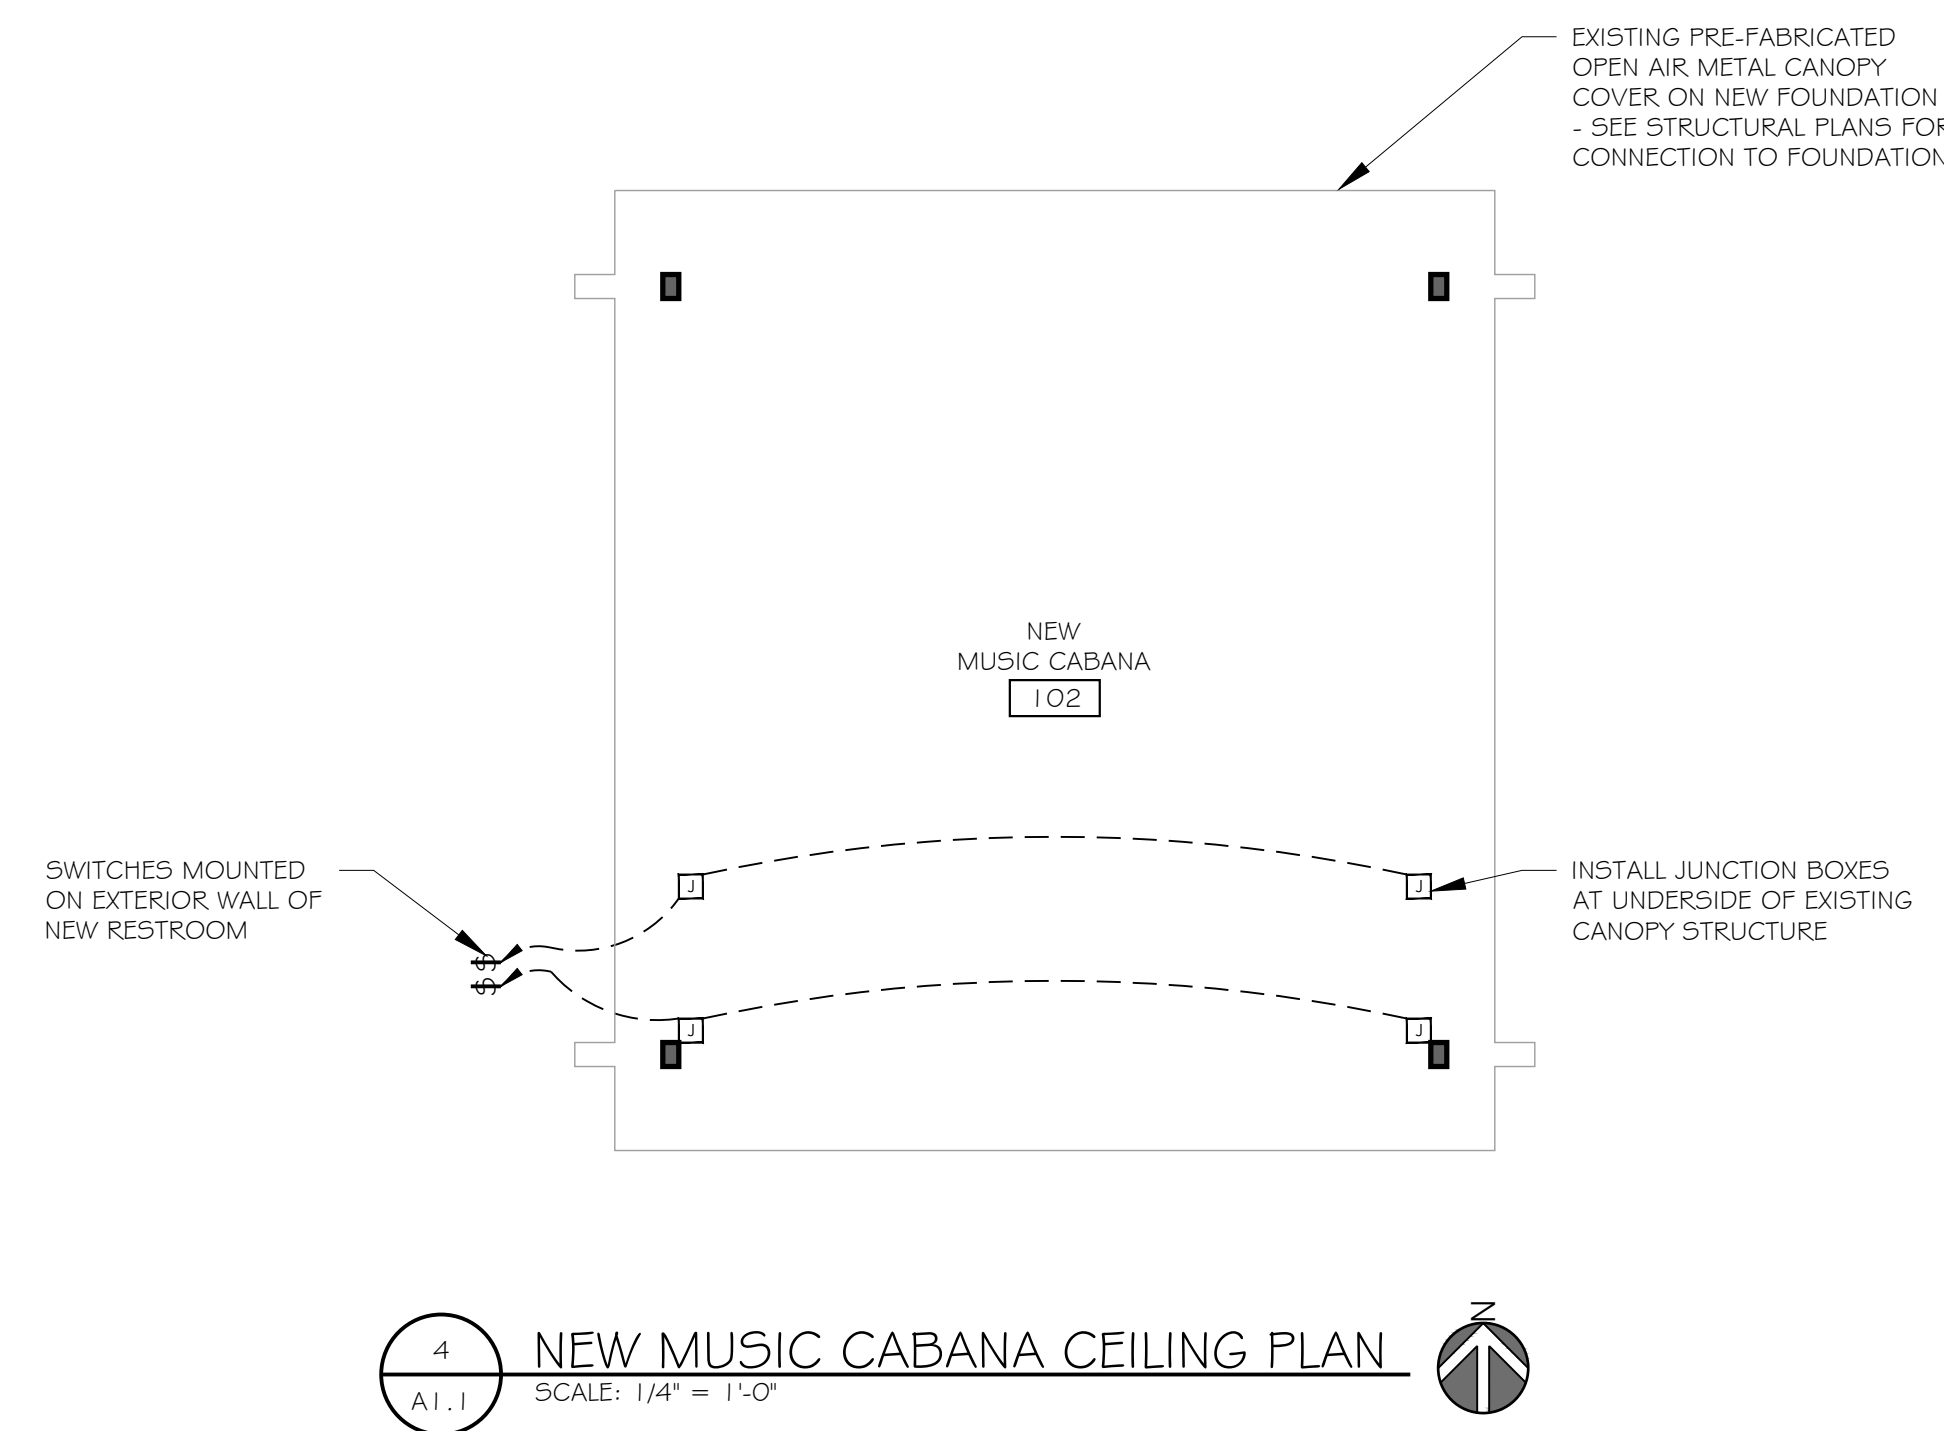 EXISTING PRE-FABRICATED
OPEN AIR METAL CANOPY
COVER ON NEW FOUNDATION
- SEE STRUCTURAL PLANS FOR
CONNECTION TO FOUNDATION
NEW
MUSIC CABANA
102
SWITCHES MOUNTED
ON EXTERIOR WALL OF
NEW RESTROOM
$
$
J
J
J
J
INSTALL JUNCTION BOXES
AT UNDERSIDE OF EXISTING
CANOPY STRUCTURE
4
A1.1
NEW MUSIC CABANA CEILING PLAN
SCALE: 1/4" = 1'-0"
N